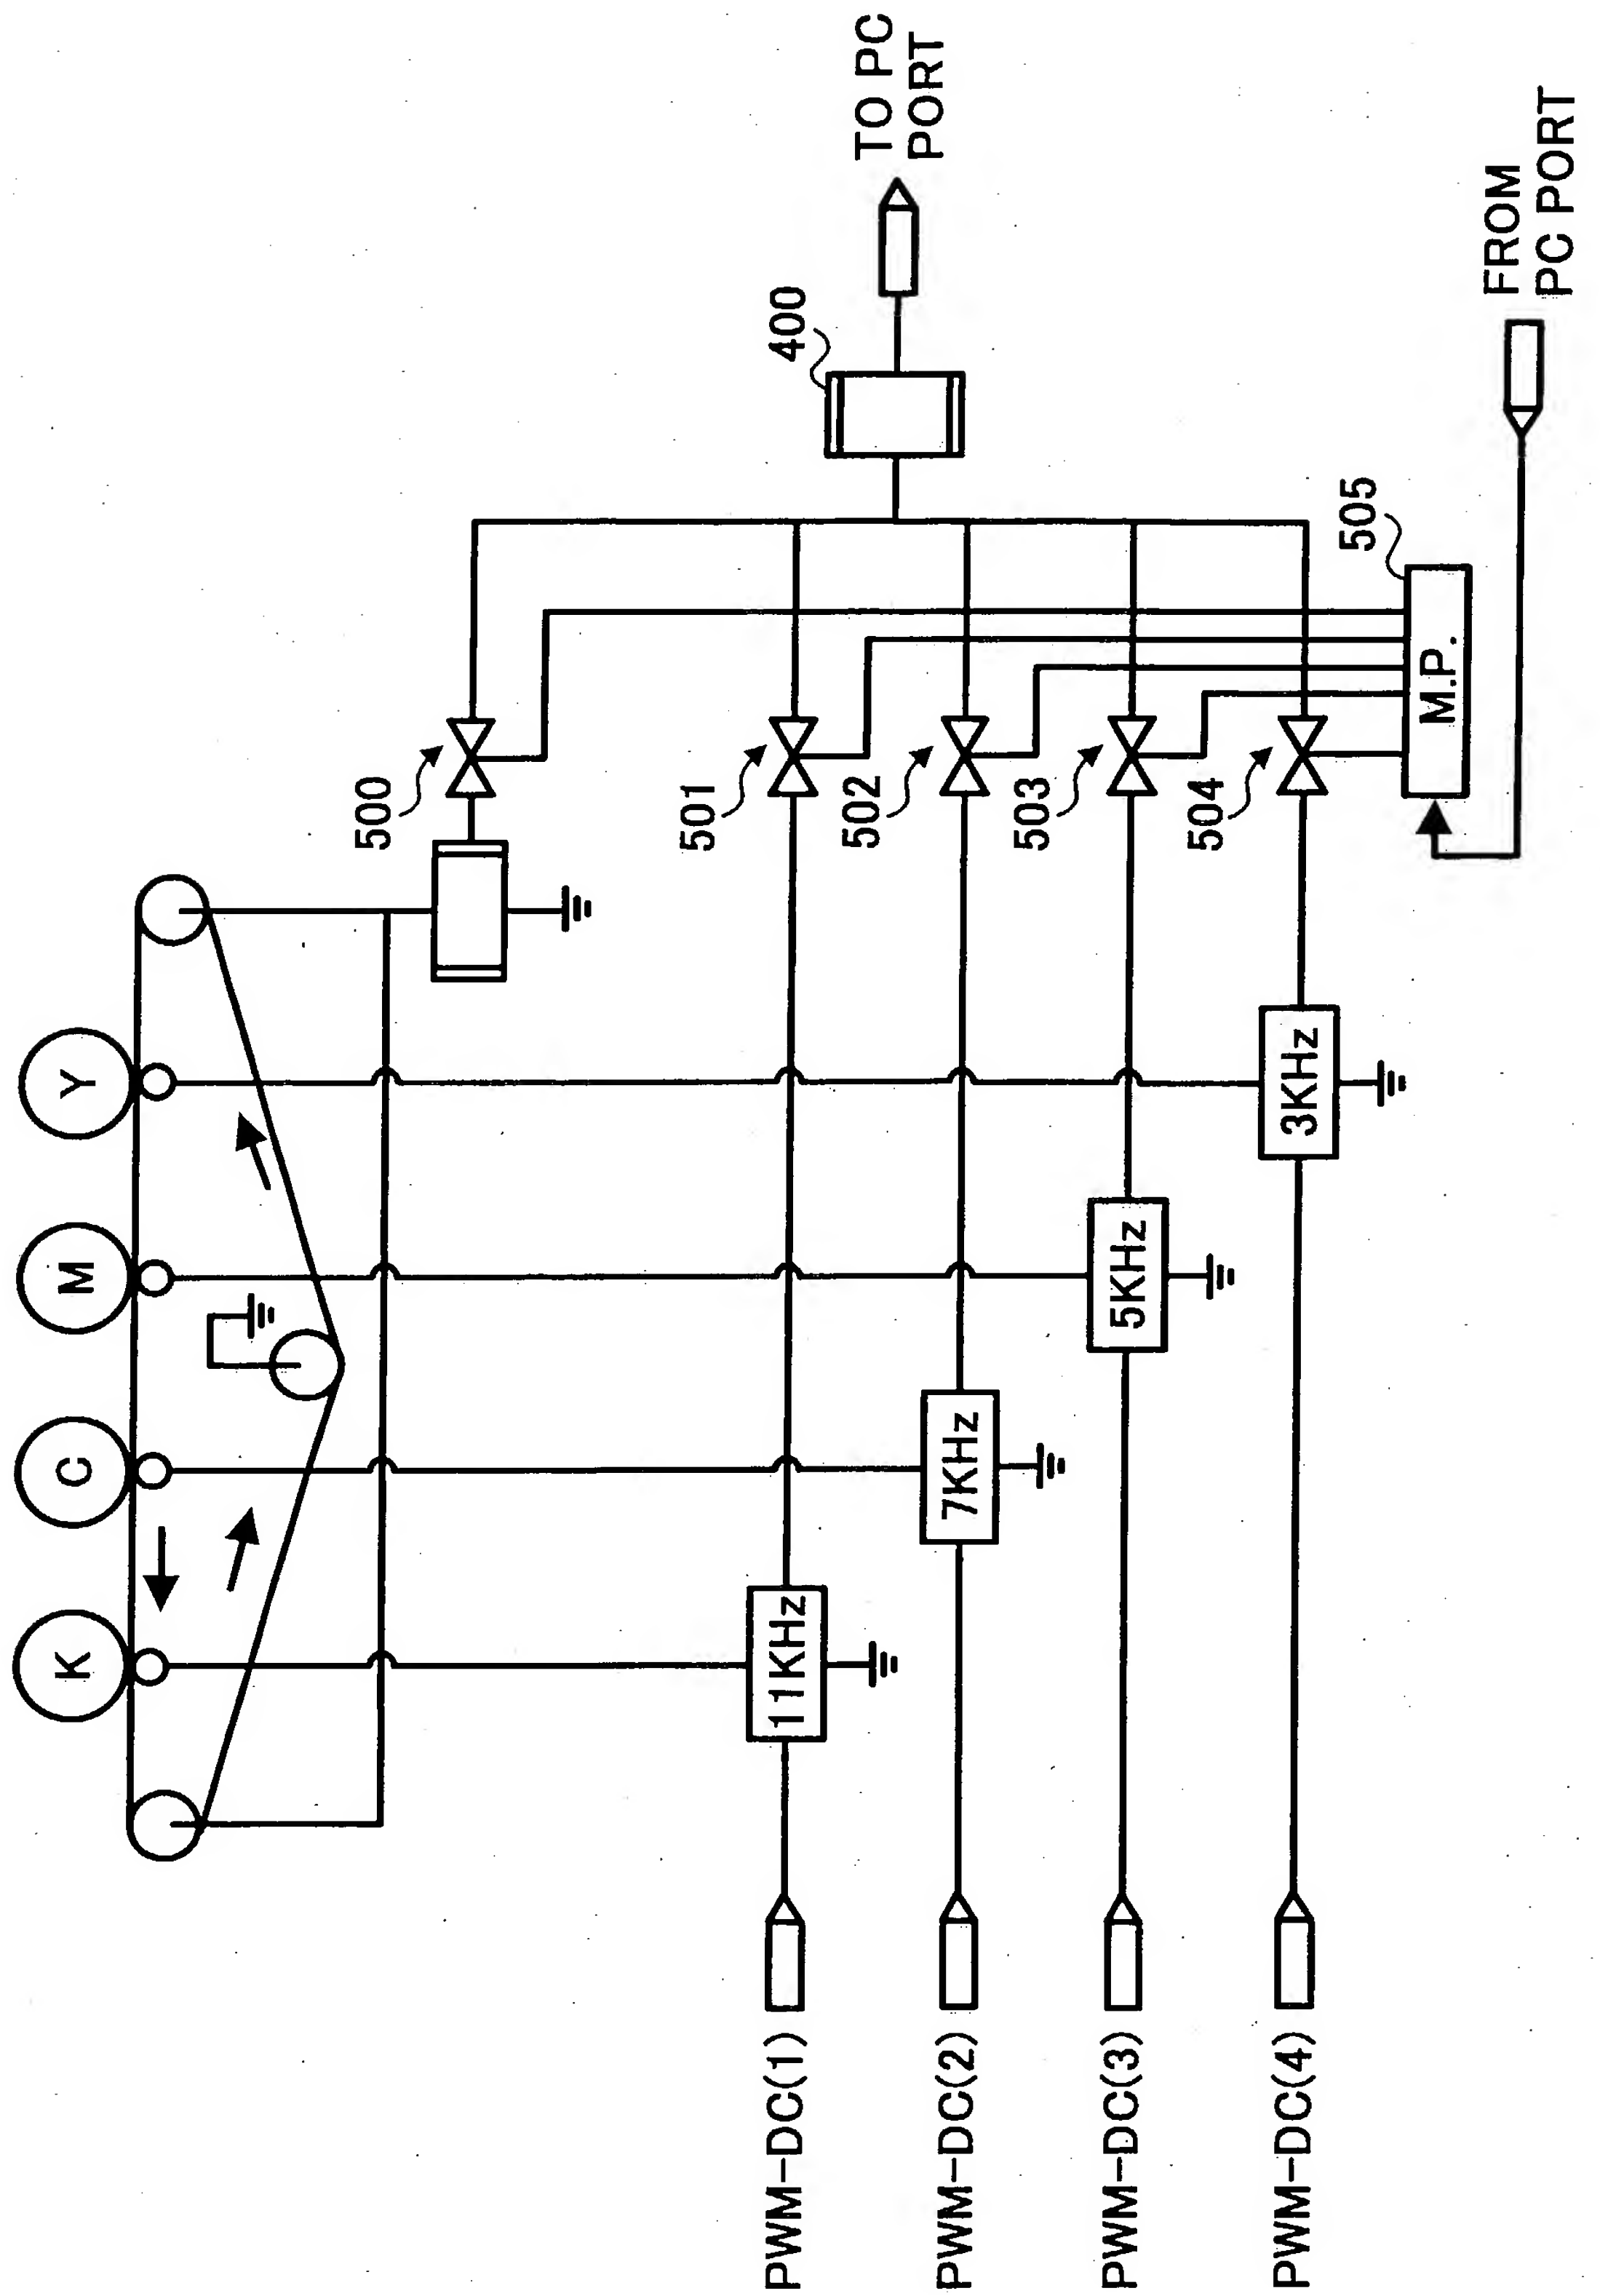 K
C
M
Y
500
400
TO PC
PORT
501
11KHz
PWM-DC(1)
502
7KHz
PWM-DC(2)
503
5KHz
PWM-DC(3)
504
3KHz
PWM-DC(4)
505
M.P.
FROM
PC PORT